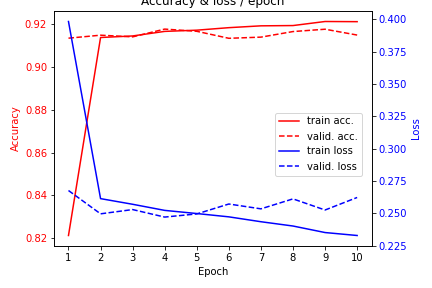 Accuracy & loss / epoch
0.92
0.90
0.88
0.86
0.84
0.82
Accuracy
0.400
0.375
0.350
0.325
0.300
0.275
0.250
0.225
Loss
train acc.
valid. acc.
train loss
valid. loss
1 2 3 4 5 6 7 8 9 10
Epoch